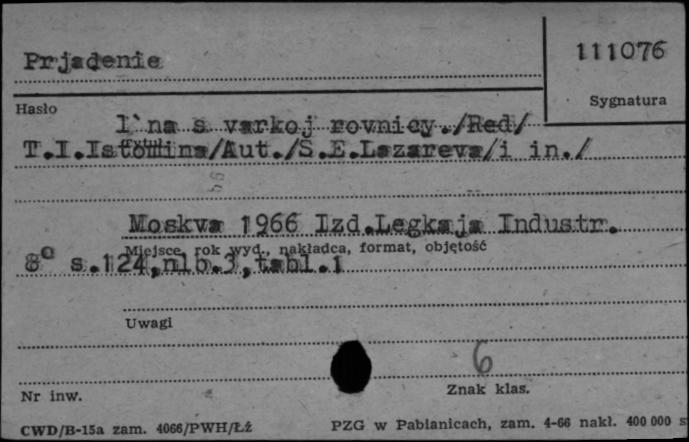 Prjadenie
111076
Sygnatura
Hasło
l`na s varkoj rovnicy./Red/
T.I.Istomina/Aut./S.E.Lazareva/i in./
Moskva 1966 Izd.Legkaja Industr.
Miejsce, rok wyd., nakładca, format, objętość
8° s.124,nlb.3,tabl.1
Uwagi
6
Nr inw.
Znak klas.
CWD/B-15a zam. 4066/PWH/Łź
PZG w Pabianicach, zam. 4-66 nakł. 400 000 s